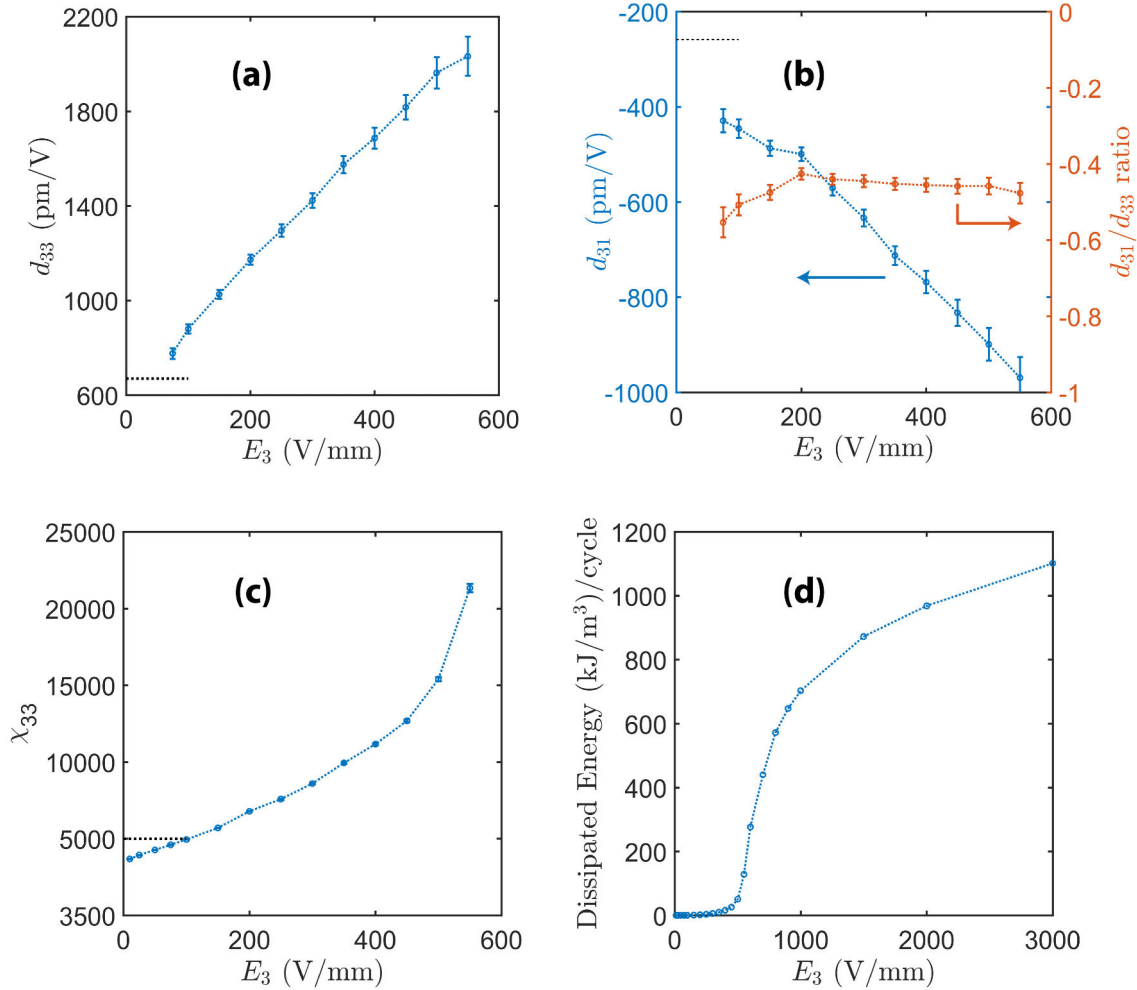 (a)
2200
1800
1400
1000
600
0 200 400 600
d33 (pm/V)
E3 (V/mm)
(b)
-200
-400
-600
-800
-1000
0
-0.2
-0.4
-0.6
-0.8
-1
0 200 400 600
d31 (pm/V)
d31/d33 ratio
E3 (V/mm)
(c)
25000
20000
15000
10000
5000
3500
0 200 400 600
χ33
E3 (V/mm)
(d)
1200
1000
800
600
400
200
0
0 1000 2000 3000
Dissipated Energy (kJ/m³)/cycle
E3 (V/mm)